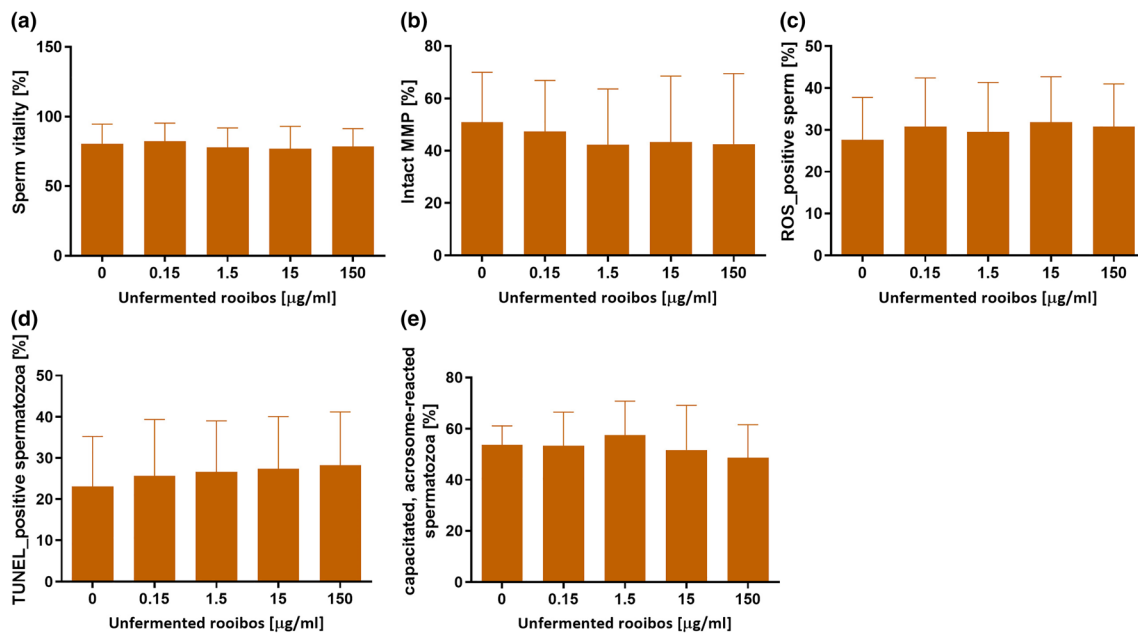 (a)
Sperm vitality [%]
150
100
50
0
0 0.15 1.5 15 150
Unfermented rooibos [µg/ml]
(b)
Intact MMP [%]
80
60
40
20
0
0 0.15 1.5 15 150
Unfermented rooibos [µg/ml]
(c)
ROS_positive sperm [%]
50
40
30
20
10
0
0 0.15 1.5 15 150
Unfermented rooibos [µg/ml]
(d)
TUNEL_positive spermatozoa [%]
50
40
30
20
10
0
0 0.15 1.5 15 150
Unfermented rooibos [µg/ml]
(e)
capacitated, acrosome-reacted
spermatozoa
[%]
80
60
40
20
0
0 0.15 1.5 15 150
Unfermented rooibos [µg/ml]